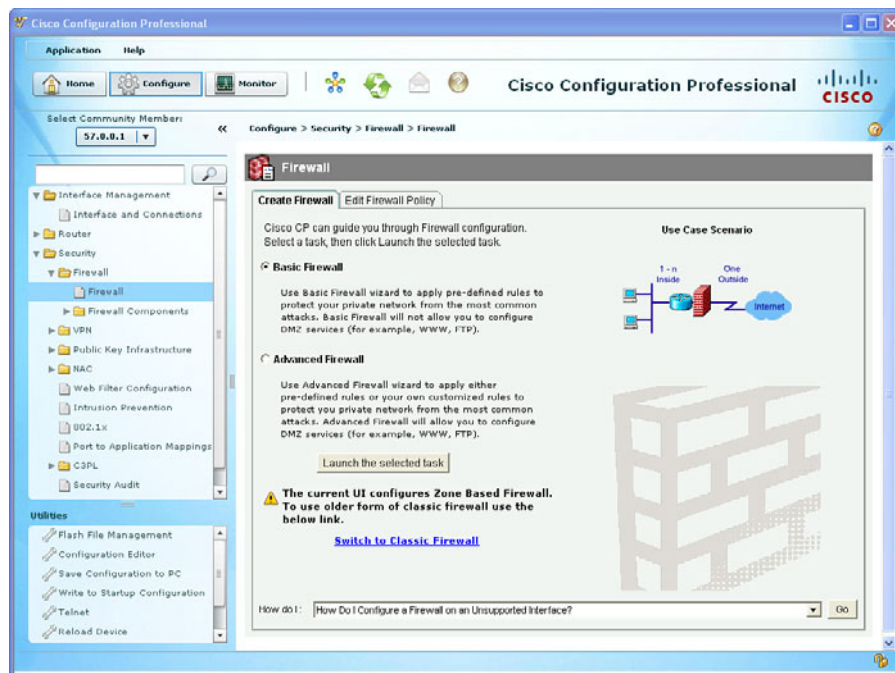 Cisco Configuration Professional
Application Help
Home Configure Monitor
Cisco Configuration Professional
CISCO
Select Community Member:
57.0.0.1
Configure > Security > Firewall > Firewall
Interface Management
Interface and Connections
Router
Security
Firewall
Firewall
Firewall Components
VPN
Public Key Infrastructure
NAC
Web Filter Configuration
Intrusion Prevention
802.1x
Port to Application Mappings
C3PL
Security Audit
Utilities
Flash File Management
Configuration Editor
Save Configuration to PC
Write to Startup Configuration
Telnet
Reload Device
Firewall
Create Firewall Edit Firewall Policy
Cisco CP can guide you through Firewall configuration.
Select a task, then click Launch the selected task.
Basic Firewall
Use Basic Firewall wizard to apply pre-defined rules to
protect your private network from the most common
attacks. Basic Firewall will not allow you to configure
DMZ services (for example, WWW, FTP).
Advanced Firewall
Use Advanced Firewall wizard to apply either
pre-defined rules or your own customized rules to
protect you private network from the most common
attacks. Advanced Firewall will allow you to configure
DMZ services (for example, WWW, FTP).
Launch the selected task
The current UI configures Zone Based Firewall.
To use older form of classic firewall use the
below link.
Switch to Classic Firewall
Use Case Scenario
1 - n
Inside
One
Outside
Internet
How do I: How Do I Configure a Firewall on an Unsupported Interface? Go